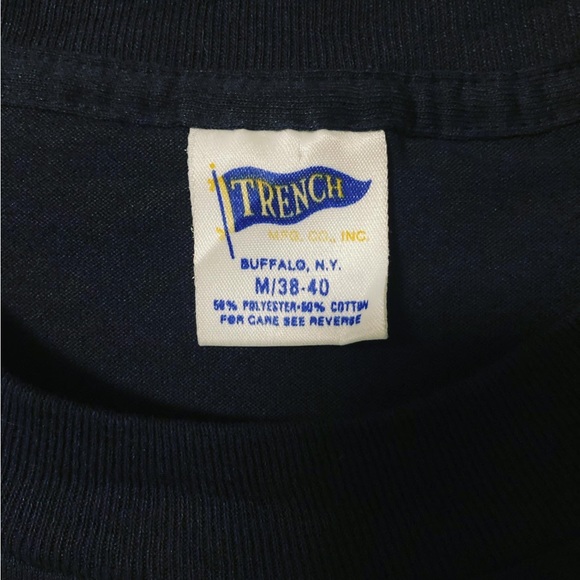 TRENCH
MFG. CO., INC.
BUFFALO, N.Y.
M/38-40
50% POLYESTER•50% COTTON
FOR CARE SEE REVERSE